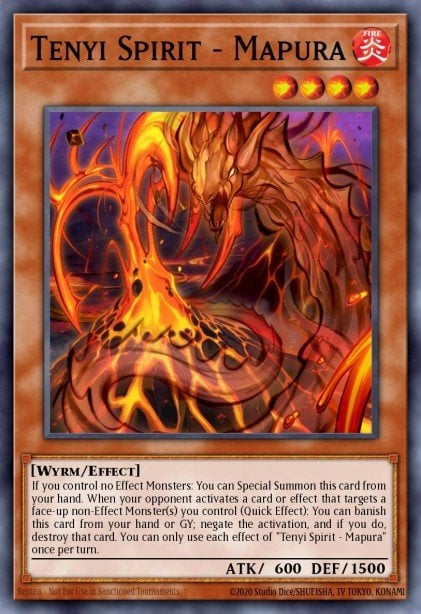 Tenyi Spirit - Mapura
FIRE
炎
[Wyrm/Effect]
If you control no Effect Monsters: You can Special Summon this card from
your hand. When your opponent activates a card or effect that targets a
face-up non-Effect Monster(s) you control (Quick Effect): You can banish
this card from your hand or GY; negate the activation, and if you do,
destroy that card. You can only use each effect of "Tenyi Spirit - Mapura"
once per turn.
ATK/ 600 DEF/1500
Replica - Not For Use in Sanctioned Tournaments
©2020 Studio Dice/SHUEISHA, TV TOKYO, KONAMI